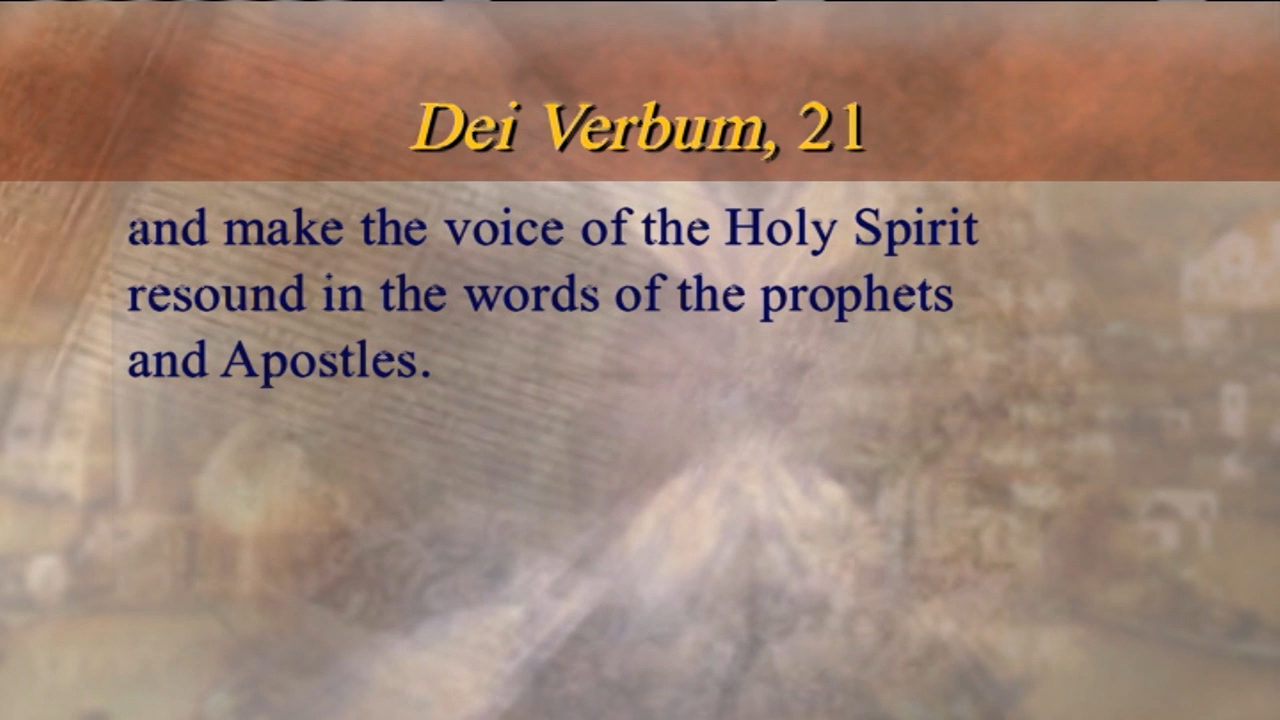 Dei Verbum, 21
and make the voice of the Holy Spirit
resound in the words of the prophets
and Apostles.